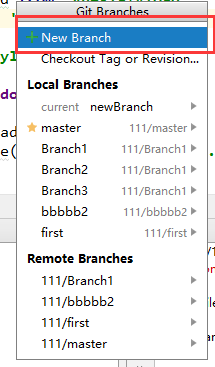 Git Branches
New Branch
Checkout Tag or Revision...
Local Branches
current newBranch
master 111/master
Branch1 111/Branch1
Branch2 111/Branch2
Branch3 111/Branch3
bbbbb2 111/bbbbb2
first 111/first
Remote Branches
111/Branch1
111/bbbbb2
111/first
111/master